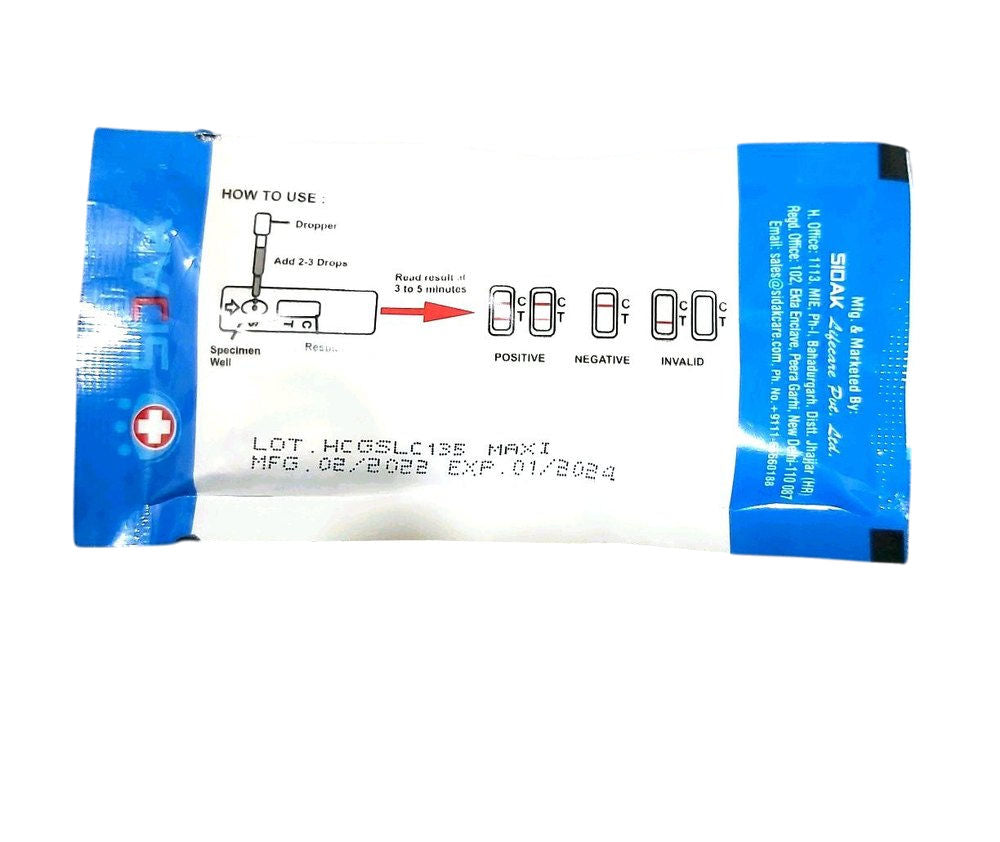 HOW TO USE :
Dropper
Add 2-3 Drops
S
C
T
Specimen
Well
Read result at
3 to 5 minutes
C
T
C
T
POSITIVE
C
T
NEGATIVE
C
T
C
T
INVALID
LOT.HCGSLC135 MAXI
MFG.02/2022 EXP.01/2024
Mfg. & Marketed By:
SIDAK Lifecare Pvt. Ltd.
H. Office: 1113, MIE, Ph-I, Bahadurgarh, Distt. Jhajjar (HR)
Regd. Office: 102, Ekta Enclave, Peera Garhi, New Delhi-110 087
Email: sales@sidakcare.com, Ph. No.